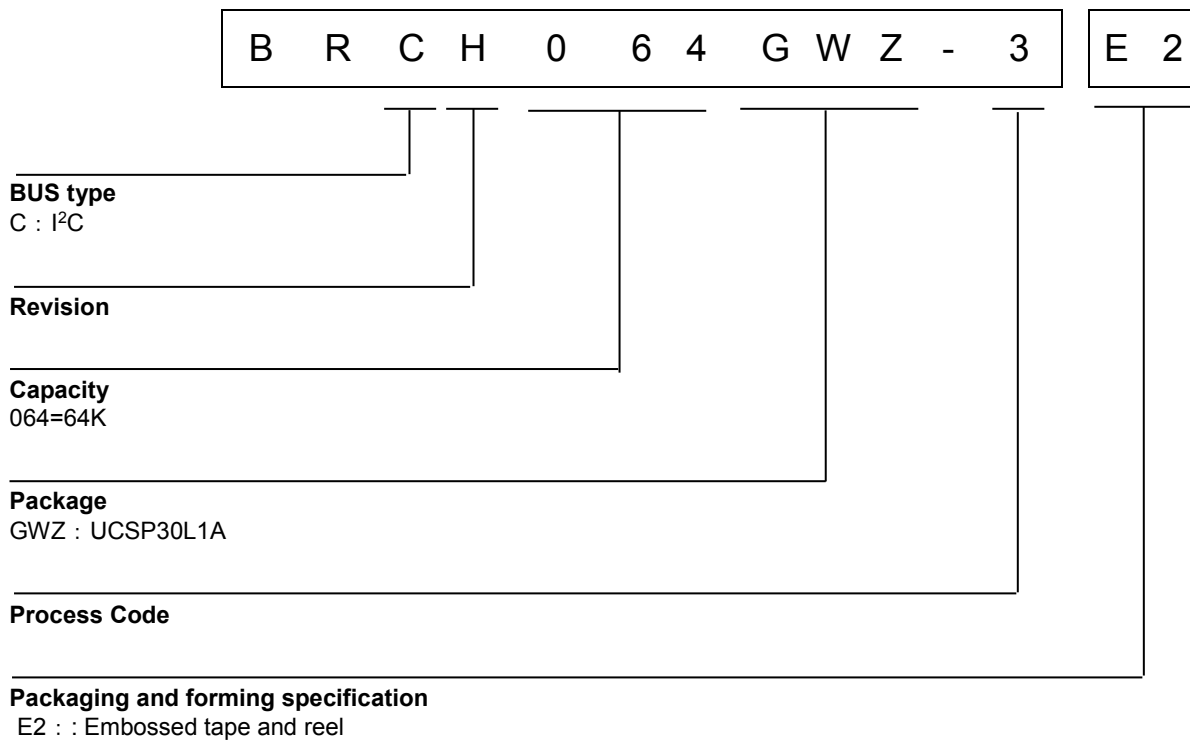 B R C H 0 6 4 G W Z - 3 E 2
BUS type
C : I²C
Revision
Capacity
064=64K
Package
GWZ : UCSP30L1A
Process Code
Packaging and forming specification
E2 : : Embossed tape and reel